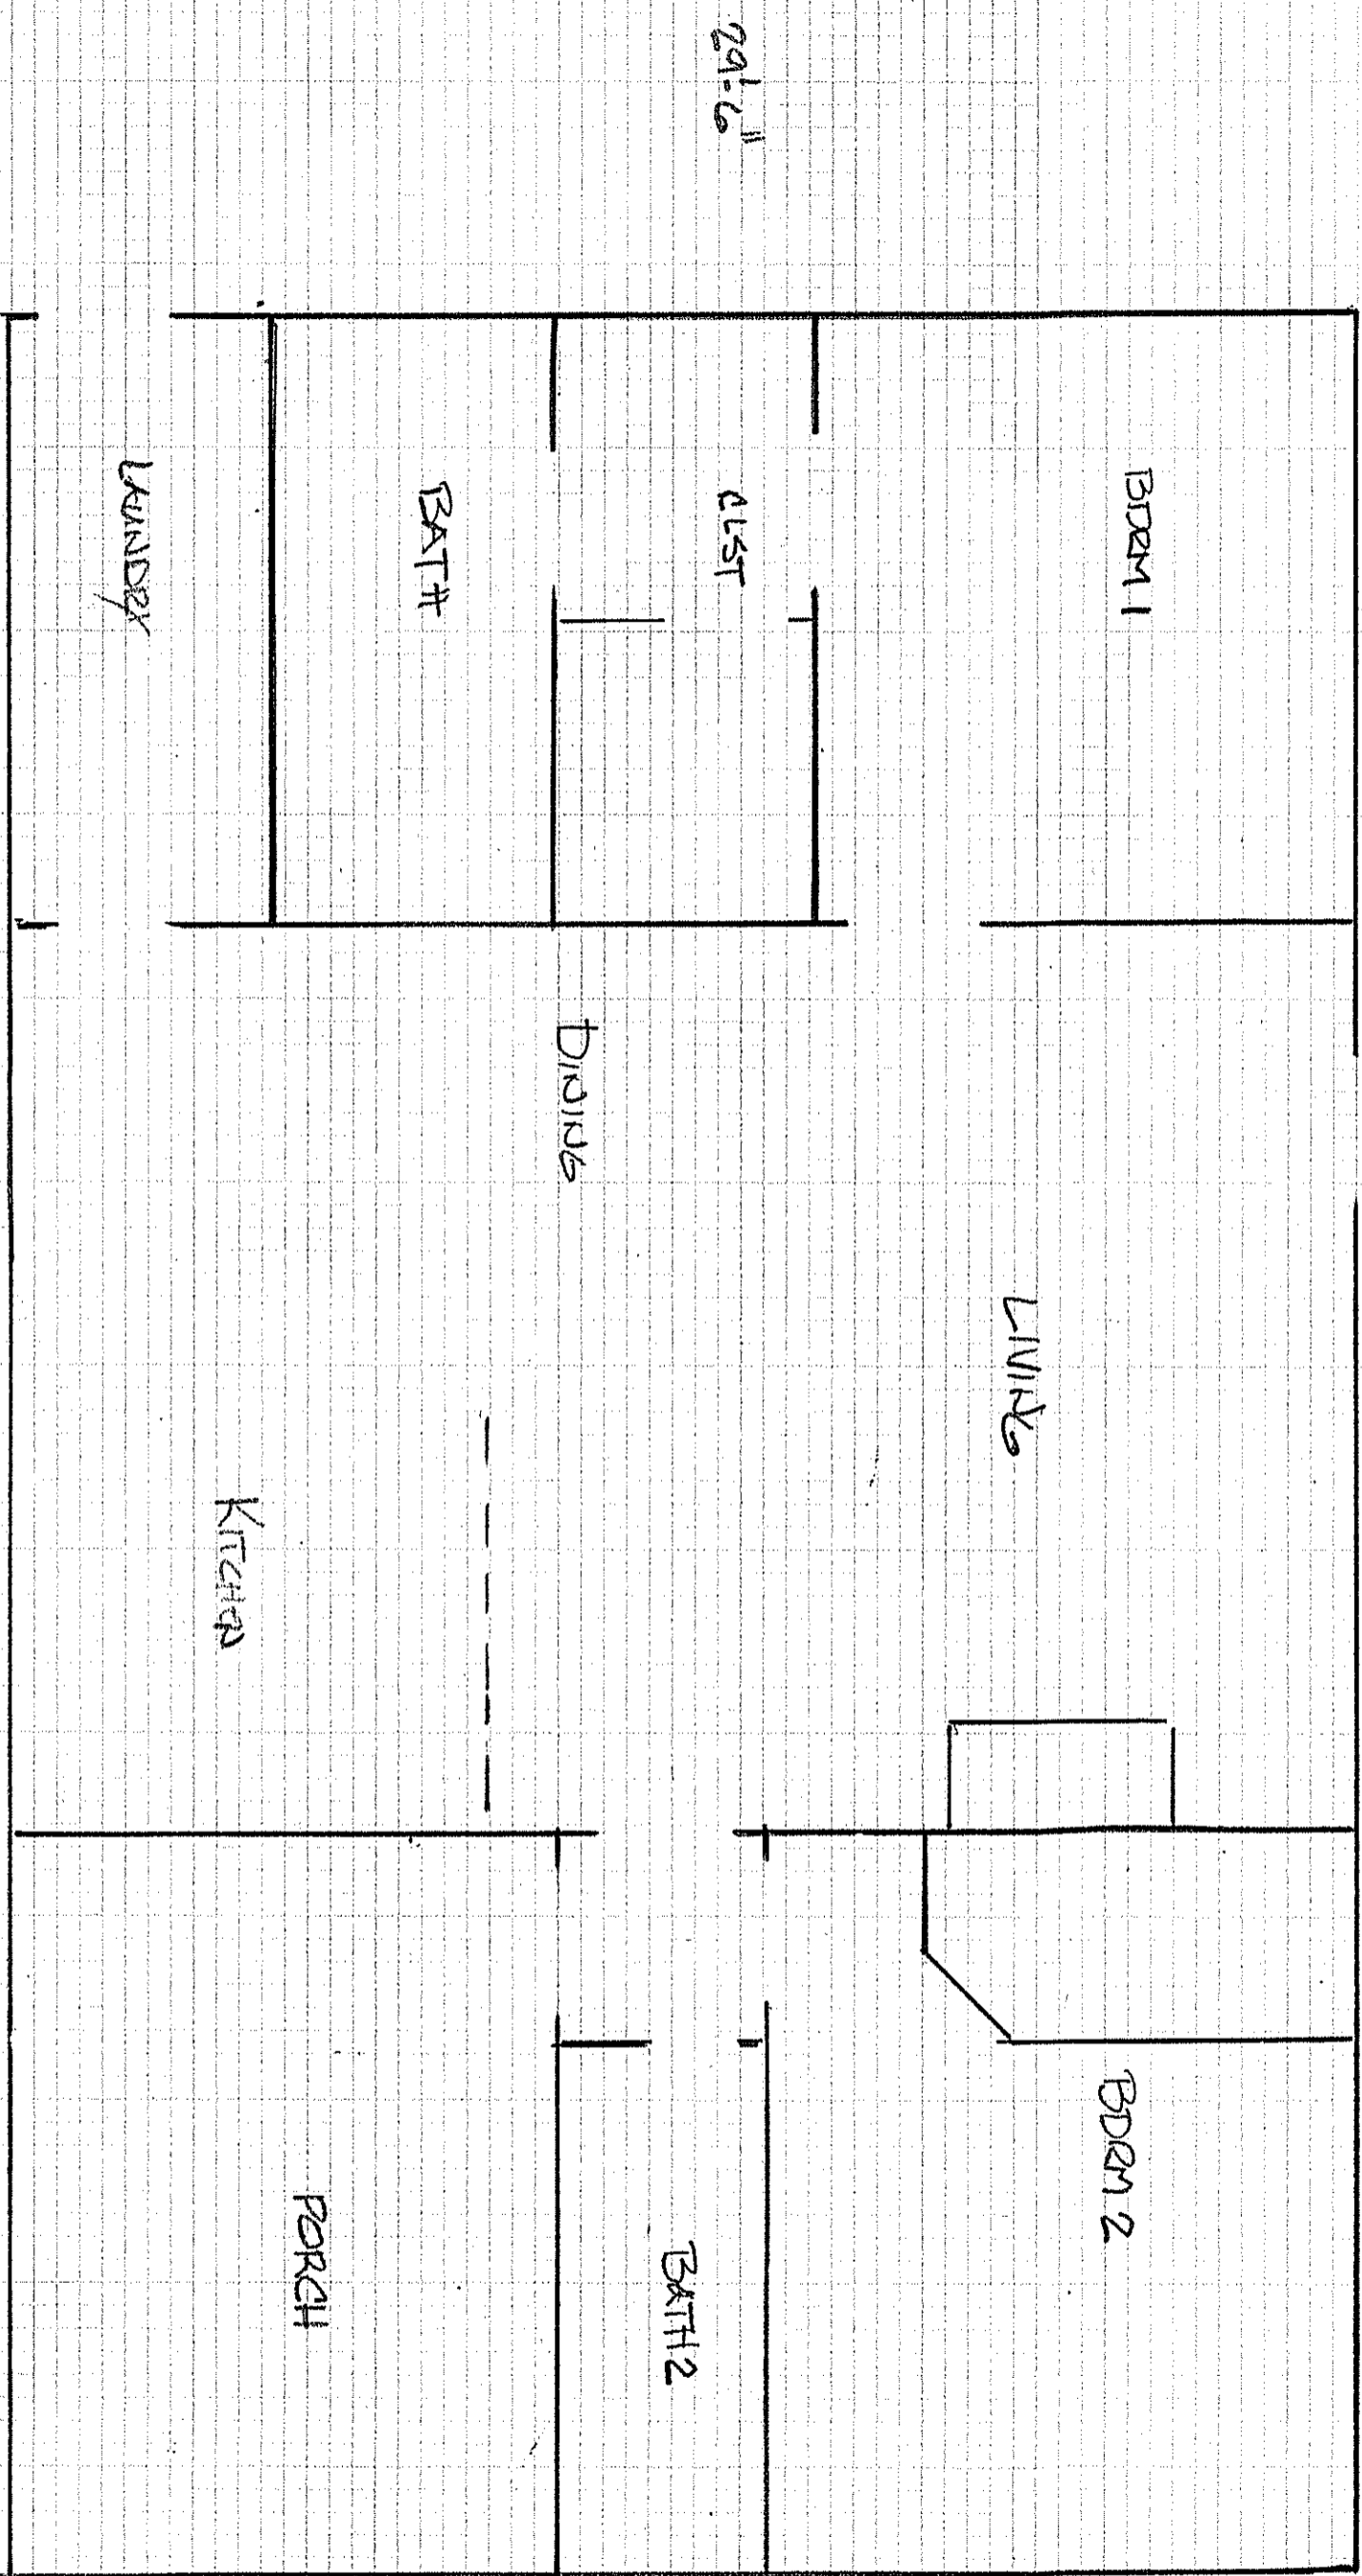 29'-6"
BDRM 1
CLST
BATH
LAUNDRY
DINING
LIVING
KITCHEN
BDRM 2
BATH 2
PORCH